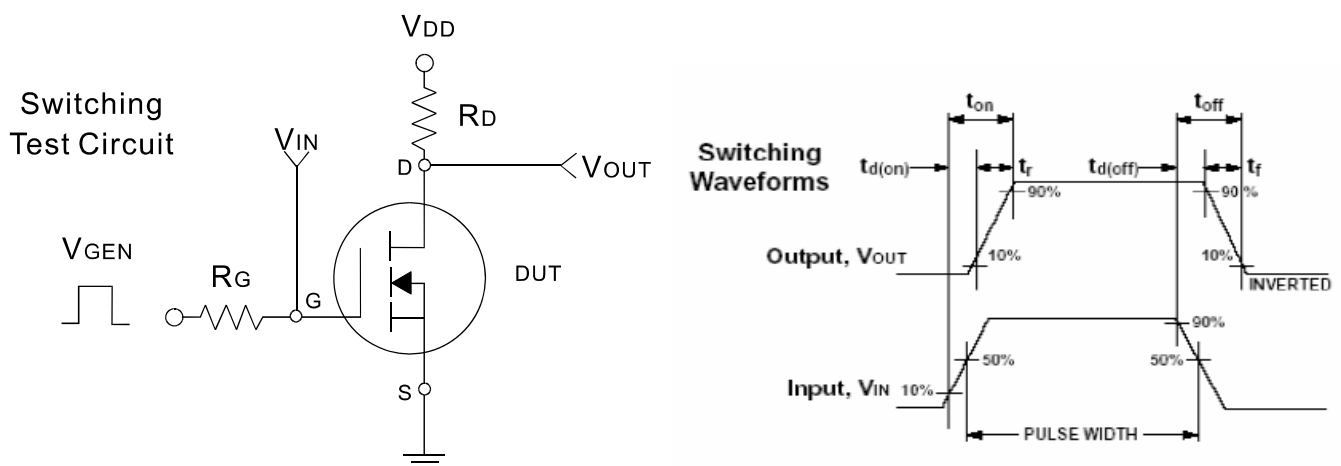 Switching
Test Circuit
VDD
RD
VIN
D
VOUT
VGEN
RG
G
DUT
S
Switching
Waveforms
ton
toff
td(on)
tr
td(off)
tf
90%
90 %
Output, VOUT
10%
10%
INVERTED
90%
50%
50%
Input, VIN
10%
PULSE WIDTH